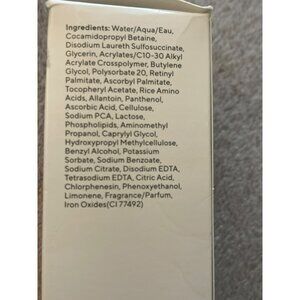 Ingredients: Water/Aqua/Eau,
Cocamidopropyl Betaine,
Disodium Laureth Sulfosuccinate,
Glycerin, Acrylates/C10-30 Alkyl
Acrylate Crosspolymer, Butylene
Glycol, Polysorbate 20, Retinyl
Palmitate, Ascorbyl Palmitate,
Tocopheryl Acetate, Rice Amino
Acids, Allantoin, Panthenol,
Ascorbic Acid, Cellulose,
Sodium PCA, Lactose,
Phospholipids, Aminomethyl
Propanol, Caprylyl Glycol,
Hydroxypropyl Methylcellulose,
Benzyl Alcohol, Potassium
Sorbate, Sodium Benzoate,
Sodium Citrate, Disodium EDTA,
Tetrasodium EDTA, Citric Acid,
Chlorphenesin, Phenoxyethanol,
Limonene, Fragrance/Parfum,
Iron Oxides(CI 77492)